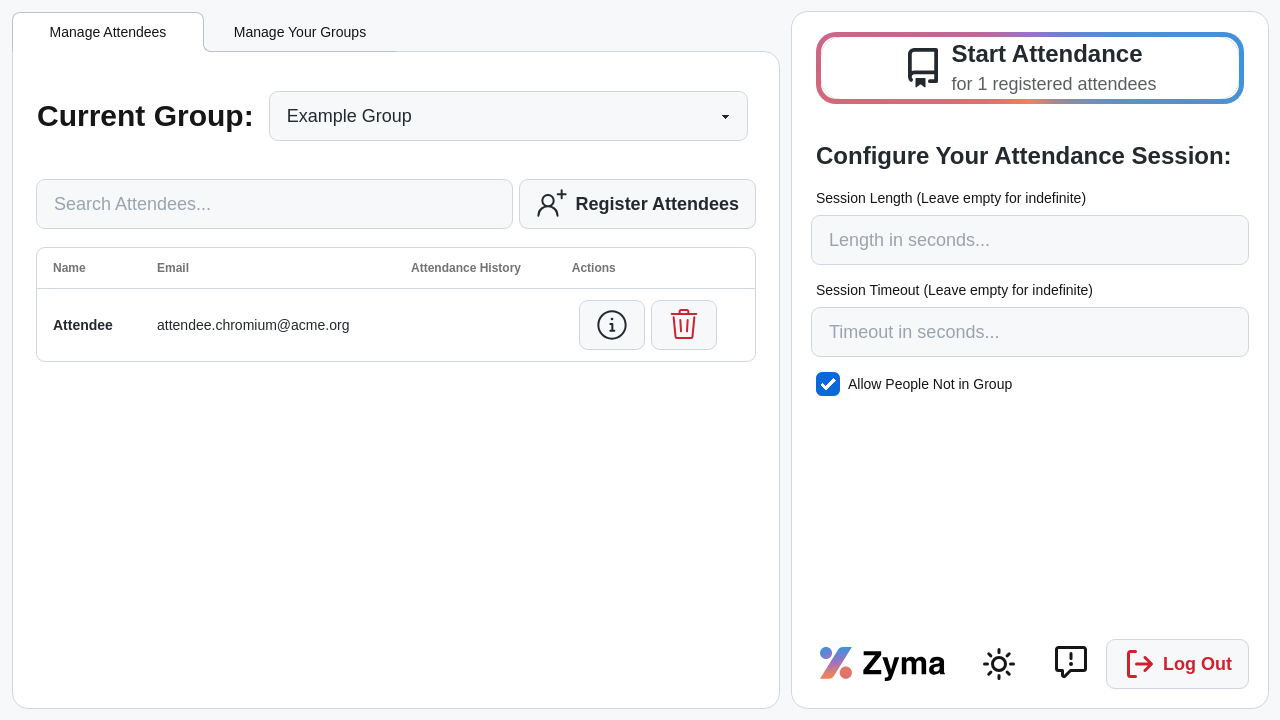 Manage Attendees
Manage Your Groups
Current Group:
Example Group
Search Attendees...
Register Attendees
Name
Email
Attendance History
Actions
Attendee
attendee.chromium@acme.org
Start Attendance
for 1 registered attendees
Configure Your Attendance Session:
Session Length (Leave empty for indefinite)
Length in seconds...
Session Timeout (Leave empty for indefinite)
Timeout in seconds...
Allow People Not in Group
Zyma
Log Out